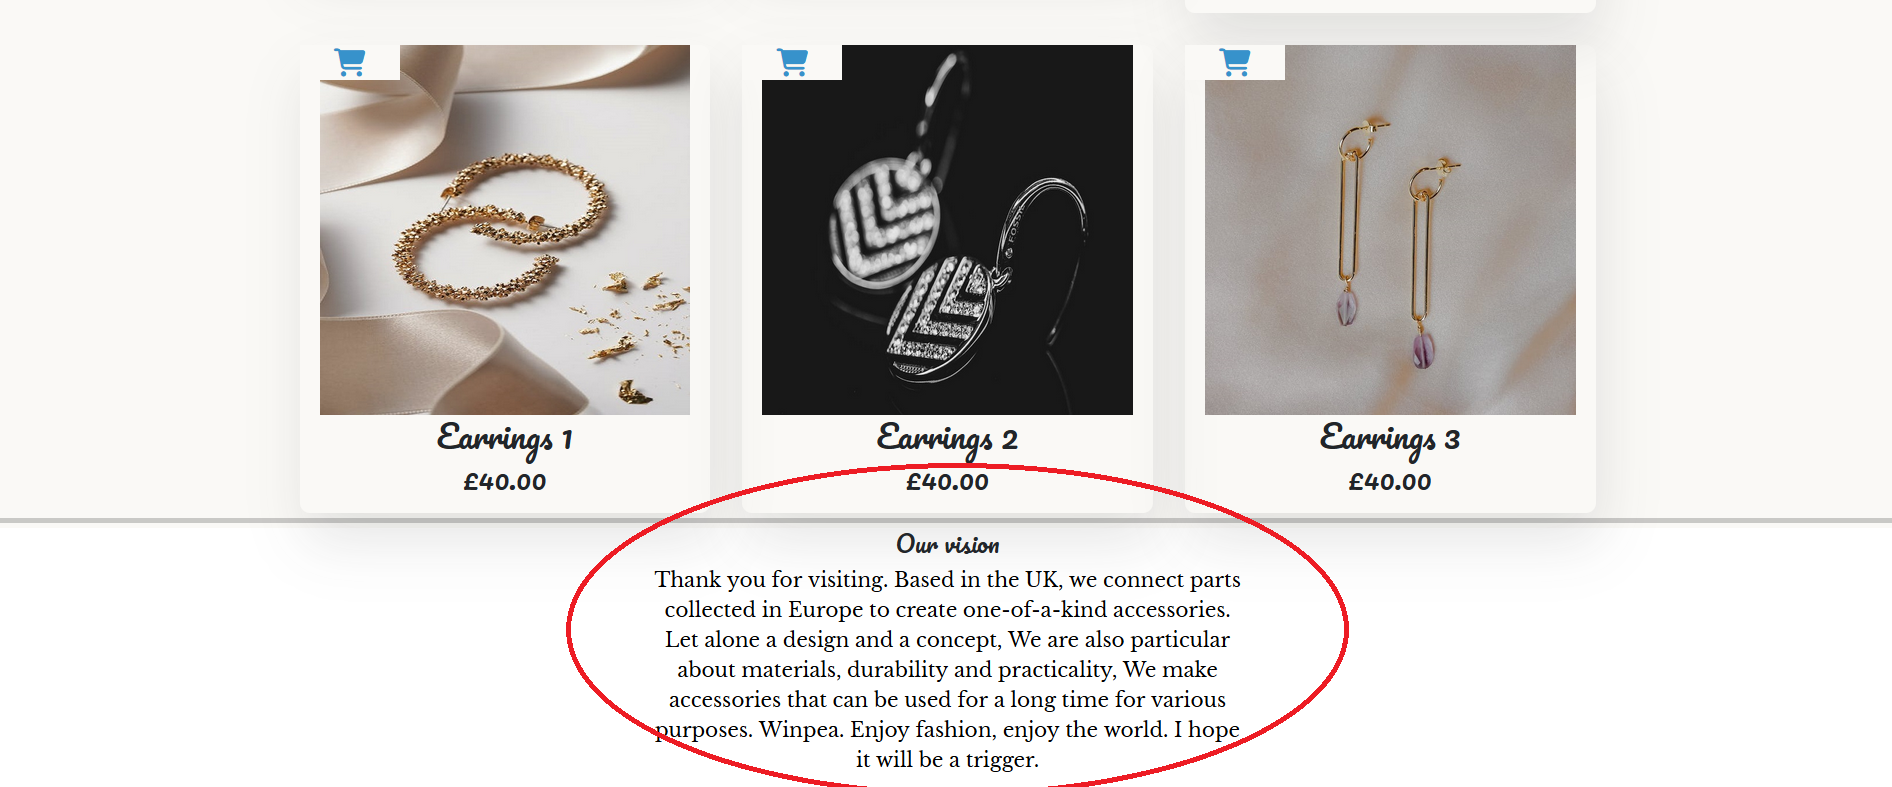 Earrings 1
£40.00
Earrings 2
£40.00
Earrings 3
£40.00
FOSSIL
Our vision
Thank you for visiting. Based in the UK, we connect parts
collected in Europe to create one-of-a-kind accessories.
Let alone a design and a concept, We are also particular
about materials, durability and practicality, We make
accessories that can be used for a long time for various
purposes. Winpea. Enjoy fashion, enjoy the world. I hope
it will be a trigger.